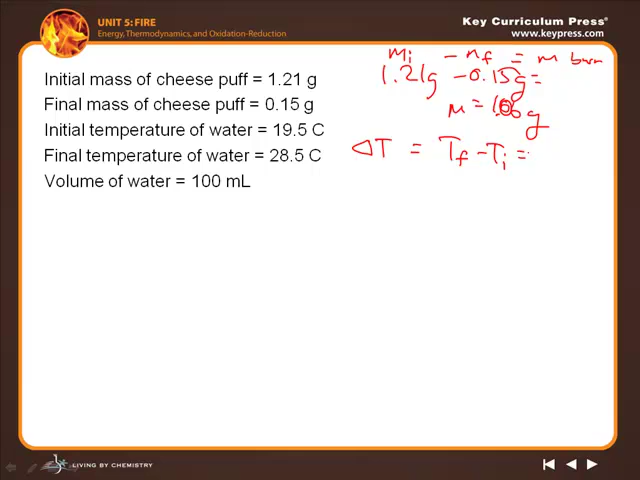 UNIT 5: FIRE
Energy, Thermodynamics, and Oxidation-Reduction
Key Curriculum Press®
www.keypress.com
Initial mass of cheese puff = 1.21 g
Final mass of cheese puff = 0.15 g
Initial temperature of water = 19.5 C
Final temperature of water = 28.5 C
Volume of water = 100 mL
mi - mf = m burn
1.21g - 0.15g =
m = 1.06 g
ΔT = Tf - Ti =
LIVING BY CHEMISTRY